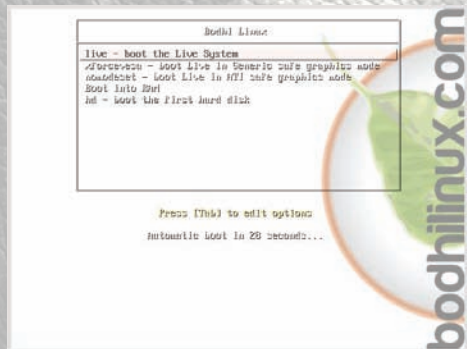 Bodhi Linux
live - boot the Live System
xforcevesa - boot Live in Generic safe graphics mode
nomodeset - boot Live in ATI safe graphics mode
Boot Into RAM
hd - boot the first hard disk
Press [Tab] to edit options
Automatic boot in 28 seconds...
bodhilinux.com